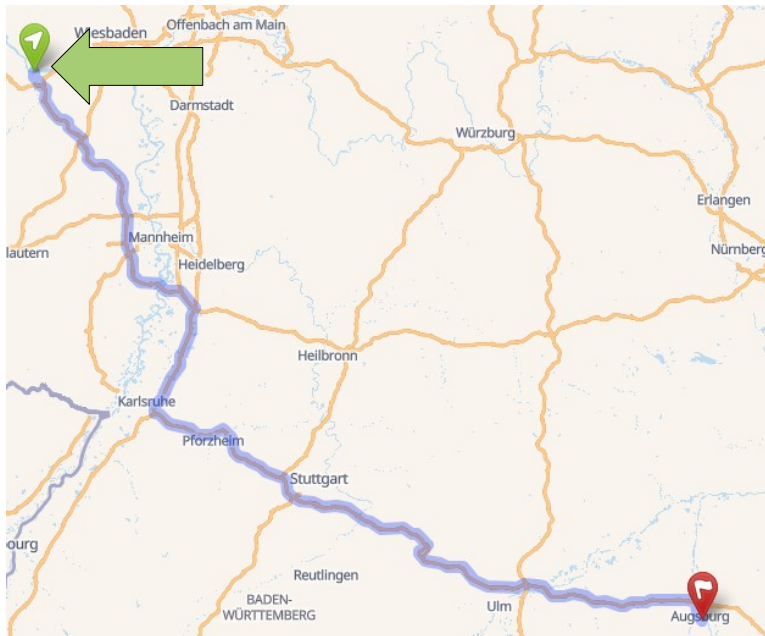 Wiesbaden
Offenbach am Main
Darmstadt
Würzburg
Erlangen
Mannheim
Nürnberg
lautern
Heidelberg
Heilbronn
Karlsruhe
Pforzheim
Stuttgart
ourg
Reutlingen
BADEN-
WÜRTTEMBERG
Ulm
Augsburg